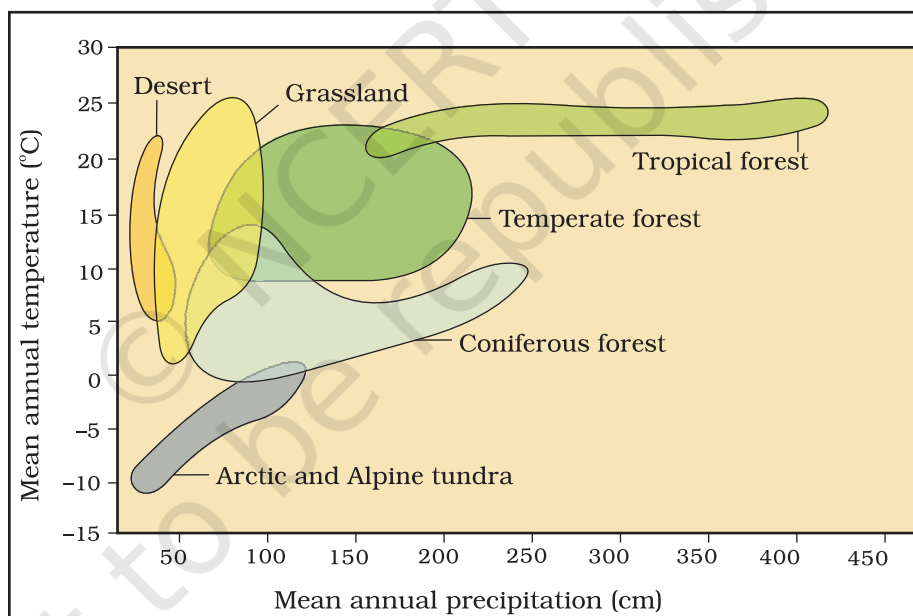 30
25
20
15
10
5
0
–5
–10
–15
Mean annual temperature (°C)
Desert
Grassland
Tropical forest
Temperate forest
Coniferous forest
Arctic and Alpine tundra
50 100 150 200 250 300 350 400 450
Mean annual precipitation (cm)
© NCERT
not to be republished